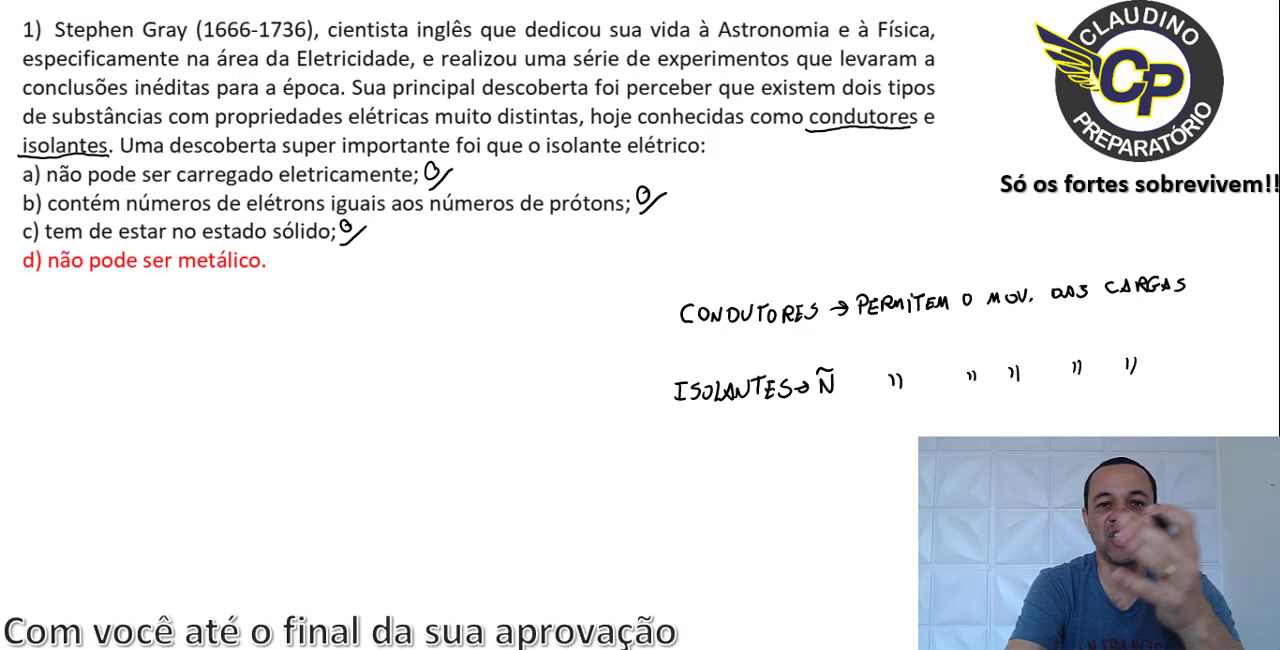 1) Stephen Gray (1666-1736), cientista inglês que dedicou sua vida à Astronomia e à Física,
especificamente na área da Eletricidade, e realizou uma série de experimentos que levaram a
conclusões inéditas para a época. Sua principal descoberta foi perceber que existem dois tipos
de substâncias com propriedades elétricas muito distintas, hoje conhecidas como condutores e
isolantes. Uma descoberta super importante foi que o isolante elétrico:
a) não pode ser carregado eletricamente;
b) contém números de elétrons iguais aos números de prótons;
c) tem de estar no estado sólido;
d) não pode ser metálico.
CLAUDINO
CP
PREPARATÓRIO
Só os fortes sobrevivem!!
CONDUTORES → PERMITEM O MOV. DAS CARGAS
ISOLANTES → Ñ " " " " "
Com você até o final da sua aprovação